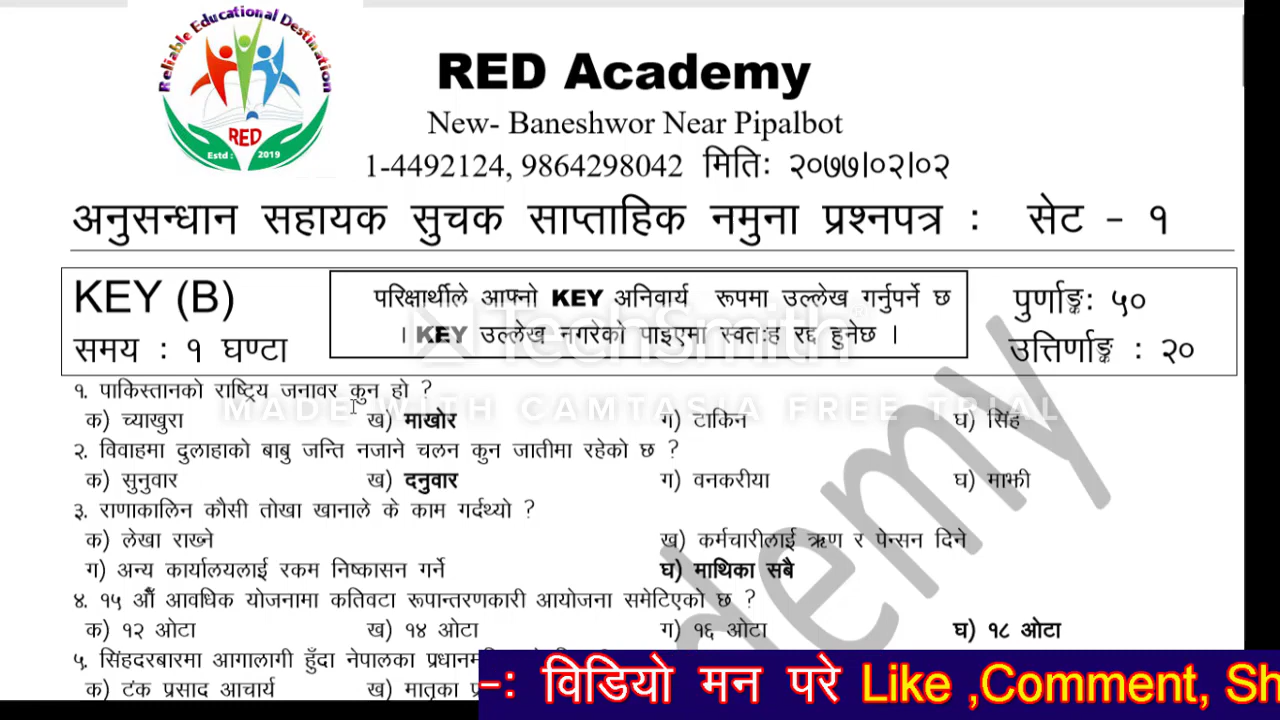 Reliable Educational Destination
RED
Estd : 2019
RED Academy
New- Baneshwor Near Pipalbot
1-4492124, 9864298042 मितिः २०७७।०२।०२
अनुसन्धान सहायक सुचक साप्ताहिक नमुना प्रश्नपत्र : सेट - १
KEY (B)
समय : १ घण्टा
परिक्षार्थीले आफ्नो KEY अनिवार्य रूपमा उल्लेख गर्नुपर्ने छ
। KEY उल्लेख नगरेको पाइएमा स्वतःह रद्द हुनेछ ।
पुर्णाङ्कः ५०
उत्तिर्णाङ्क : २०
TechSmith
MADE WITH CAMTASIA FREE TRIAL
१. पाकिस्तानको राष्ट्रिय जनावर कुन हो ?
क) च्याखुरा ख) माखोर ग) टाकिन घ) सिंह
२. विवाहमा दुलाहाको बाबु जन्ति नजाने चलन कुन जातीमा रहेको छ ?
क) सुनुवार ख) दनुवार ग) वनकरीया घ) माझी
३. राणाकालिन कौसी तोखा खानाले के काम गर्दथ्यो ?
क) लेखा राख्ने ख) कर्मचारीलाई ऋण र पेन्सन दिने
ग) अन्य कार्यालयलाई रकम निष्कासन गर्ने घ) माथिका सबै
४. १५ औँ आवधिक योजनामा कतिवटा रूपान्तरणकारी आयोजना समेटिएको छ ?
क) १२ ओटा ख) १४ ओटा ग) १६ ओटा घ) १८ ओटा
५. सिंहदरबारमा आगालागी हुँदा नेपालका
क) टंक प्रसाद आचार्य ख) मातृका
demy
-: विडियो मन परे Like ,Comment, Sh